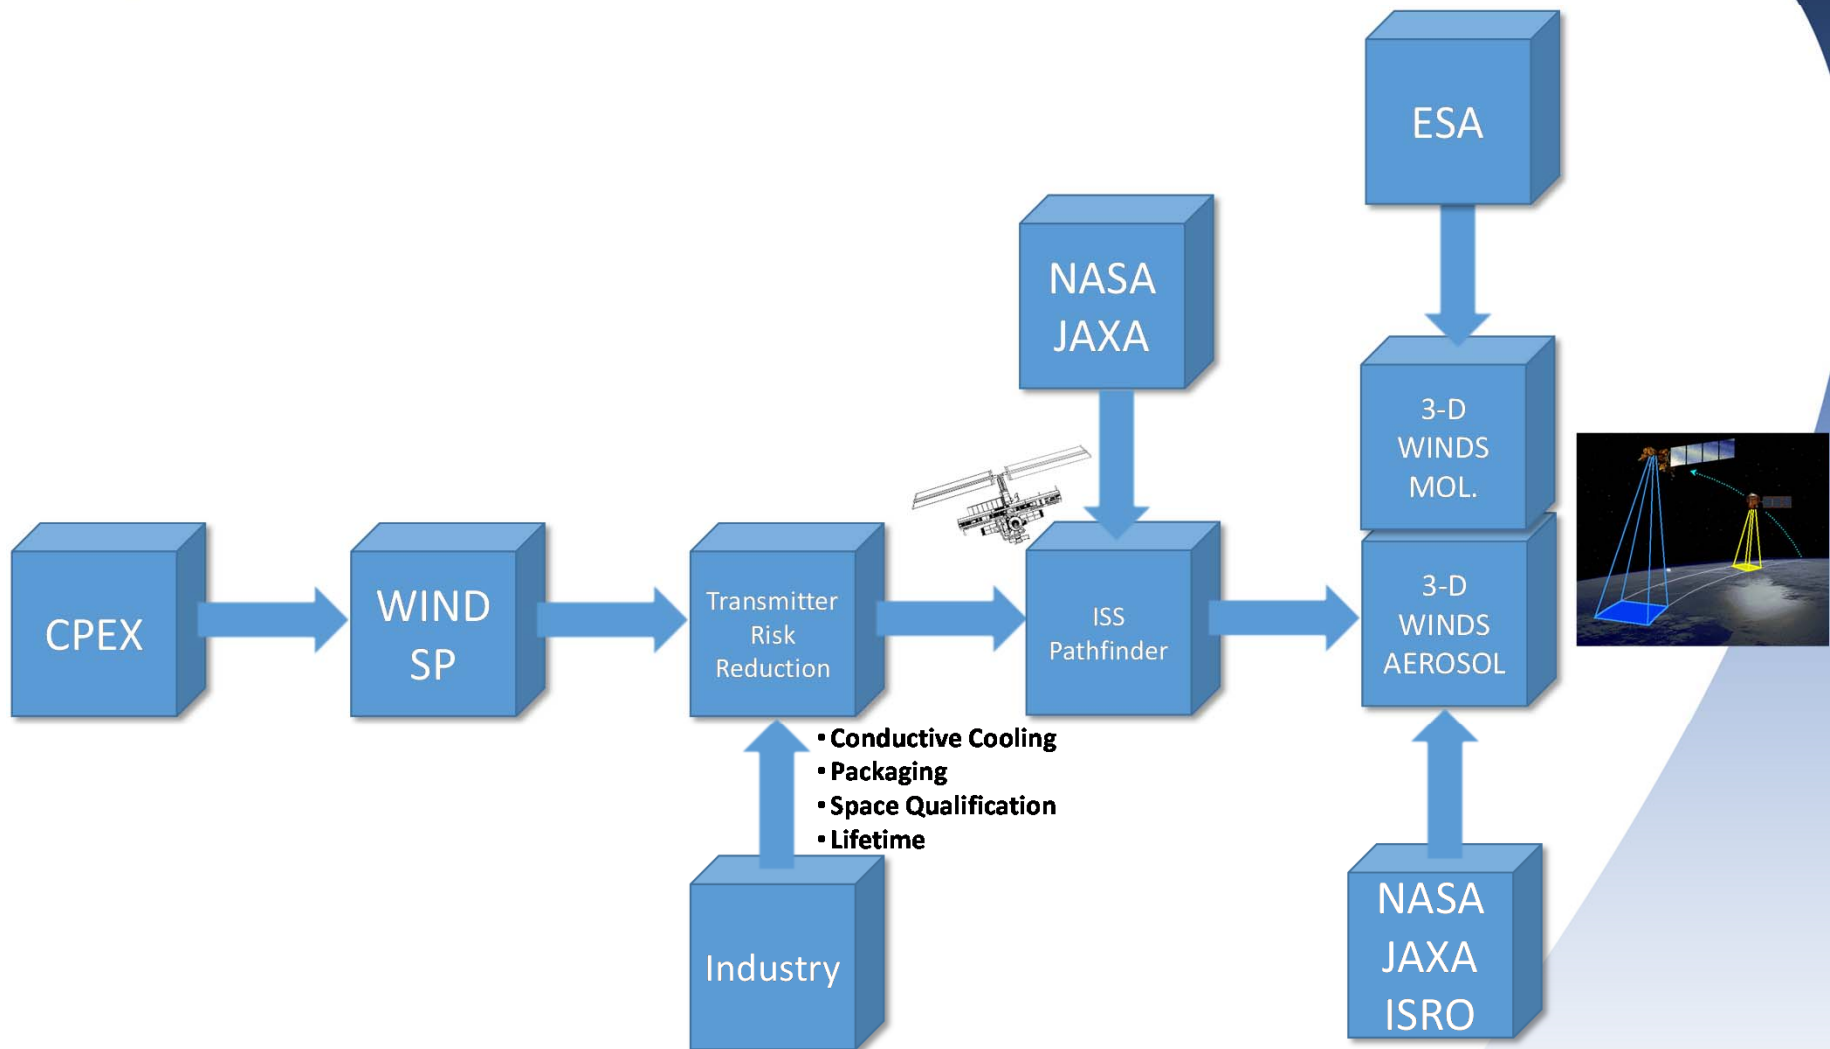 ESA
NASA
JAXA
3-D
WINDS
MOL.
CPEX
WIND
SP
Transmitter
Risk
Reduction
ISS
Pathfinder
3-D
WINDS
AEROSOL
• Conductive Cooling
• Packaging
• Space Qualification
• Lifetime
Industry
NASA
JAXA
ISRO